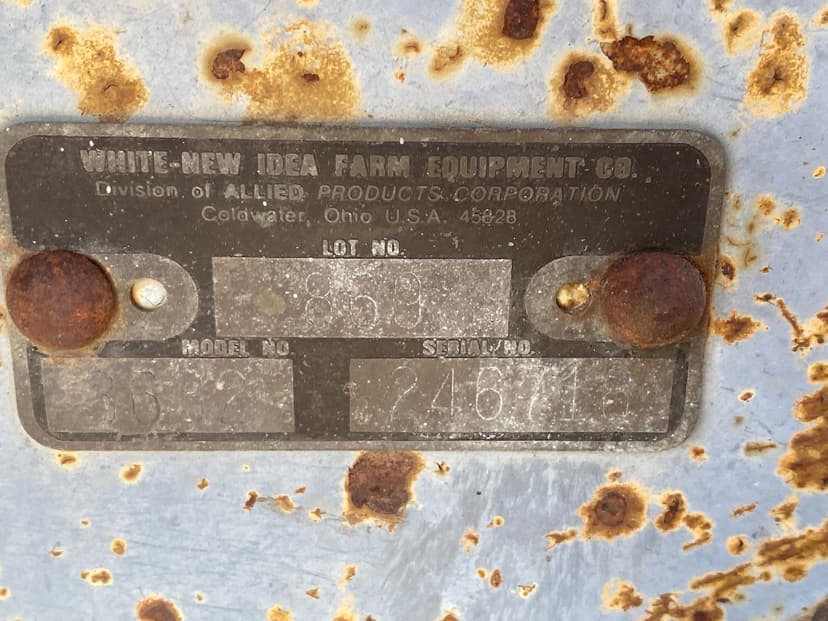 WHITE-NEW IDEA FARM EQUIPMENT CO.
Division of ALLIED PRODUCTS CORPORATION
Coldwater, Ohio U.S.A. 45828
LOT NO.
MODEL NO.
SERIAL NO.